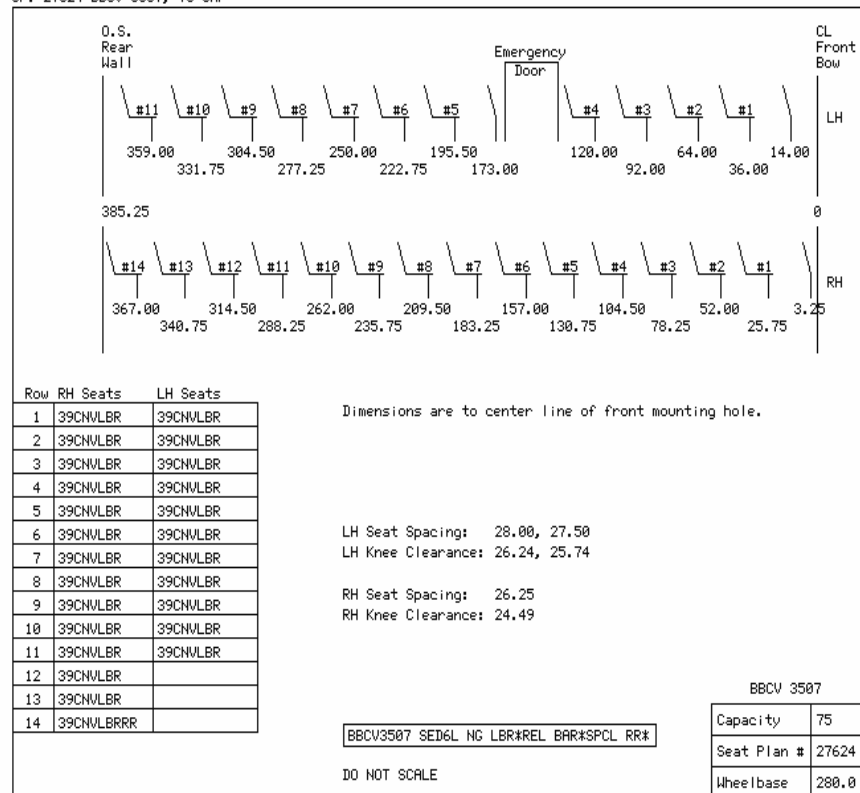 O.S.
Rear
Wall
Emergency
Door
CL
Front
Bow
#11 #10 #9 #8 #7 #6 #5 #4 #3 #2 #1
LH
359.00 304.50 250.00 195.50 120.00 64.00 14.00
331.75 277.25 222.75 173.00 92.00 36.00
385.25 0
#14 #13 #12 #11 #10 #9 #8 #7 #6 #5 #4 #3 #2 #1
RH
367.00 314.50 262.00 209.50 157.00 104.50 52.00 3.25
340.75 288.25 235.75 183.25 130.75 78.25 25.75
Row RH Seats LH Seats
1 39CNVLBR 39CNVLBR
2 39CNVLBR 39CNVLBR
3 39CNVLBR 39CNVLBR
4 39CNVLBR 39CNVLBR
5 39CNVLBR 39CNVLBR
6 39CNVLBR 39CNVLBR
7 39CNVLBR 39CNVLBR
8 39CNVLBR 39CNVLBR
9 39CNVLBR 39CNVLBR
10 39CNVLBR 39CNVLBR
11 39CNVLBR 39CNVLBR
12 39CNVLBR
13 39CNVLBR
14 39CNVLBRRR
Dimensions are to center line of front mounting hole.
LH Seat Spacing: 28.00, 27.50
LH Knee Clearance: 26.24, 25.74
RH Seat Spacing: 26.25
RH Knee Clearance: 24.49
BBCV3507 SED6L NG LBR*REL BAR*SPCL RR*
DO NOT SCALE
BBCV 3507
Capacity 75
Seat Plan # 27624
Wheelbase 280.0